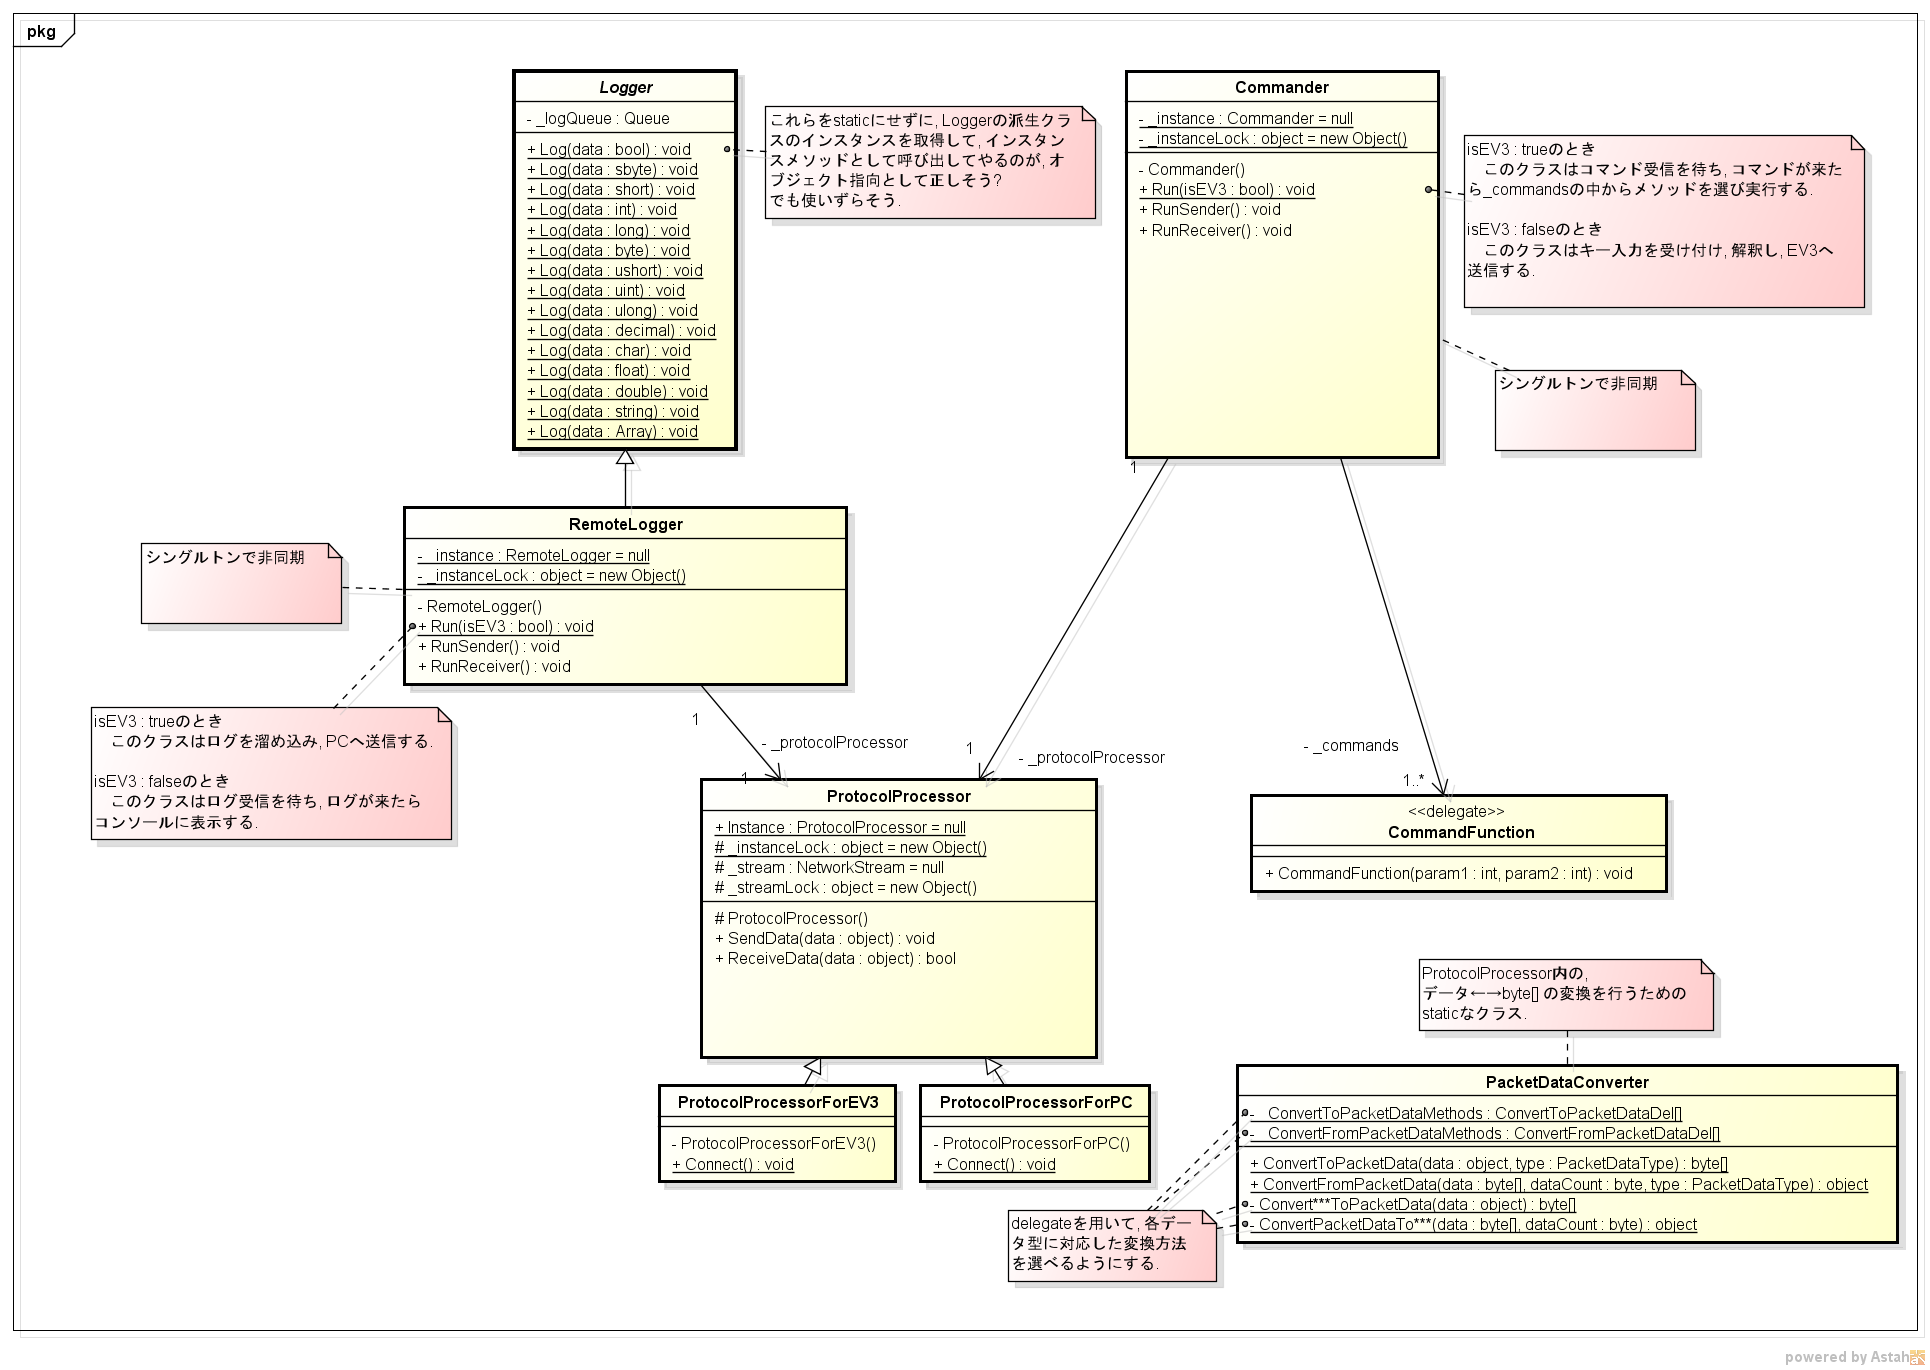 pkg
Logger
- _logQueue : Queue
+ Log(data : bool) : void
+ Log(data : sbyte) : void
+ Log(data : short) : void
+ Log(data : int) : void
+ Log(data : long) : void
+ Log(data : byte) : void
+ Log(data : ushort) : void
+ Log(data : uint) : void
+ Log(data : ulong) : void
+ Log(data : decimal) : void
+ Log(data : char) : void
+ Log(data : float) : void
+ Log(data : double) : void
+ Log(data : string) : void
+ Log(data : Array) : void
これらをstaticにせずに, Loggerの派生クラ
スのインスタンスを取得して, インスタン
スメソッドとして呼び出してやるのが, オ
ブジェクト指向として正しそう?
でも使いずらそう.
Commander
- _instance : Commander = null
- _instanceLock : object = new Object()
- Commander()
+ Run(isEV3 : bool) : void
+ RunSender() : void
+ RunReceiver() : void
isEV3 : trueのとき
このクラスはコマンド受信を待ち, コマンドが来た
ら_commandsの中からメソッドを選び実行する.
isEV3 : falseのとき
このクラスはキー入力を受け付け, 解釈し, EV3へ
送信する.
シングルトンで非同期
1
RemoteLogger
- _instance : RemoteLogger = null
- _instanceLock : object = new Object()
- RemoteLogger()
+ Run(isEV3 : bool) : void
+ RunSender() : void
+ RunReceiver() : void
シングルトンで非同期
isEV3 : trueのとき
このクラスはログを溜め込み, PCへ送信する.
isEV3 : falseのとき
このクラスはログ受信を待ち, ログが来たら
コンソールに表示する.
1
- _protocolProcessor
1
1
- _protocolProcessor
- _commands
1..*
ProtocolProcessor
+ Instance : ProtocolProcessor = null
# _instanceLock : object = new Object()
# _stream : NetworkStream = null
# _streamLock : object = new Object()
# ProtocolProcessor()
+ SendData(data : object) : void
+ ReceiveData(data : object) : bool
<<delegate>>
CommandFunction
+ CommandFunction(param1 : int, param2 : int) : void
ProtocolProcessorForEV3
- ProtocolProcessorForEV3()
+ Connect() : void
ProtocolProcessorForPC
- ProtocolProcessorForPC()
+ Connect() : void
ProtocolProcessor内の,
データ←→byte[] の変換を行うための
staticなクラス.
PacketDataConverter
- _ConvertToPacketDataMethods : ConvertToPacketDataDel[]
- _ConvertFromPacketDataMethods : ConvertFromPacketDataDel[]
+ ConvertToPacketData(data : object, type : PacketDataType) : byte[]
+ ConvertFromPacketData(data : byte[], dataCount : byte, type : PacketDataType) : object
- Convert***ToPacketData(data : object) : byte[]
- ConvertPacketDataTo***(data : byte[], dataCount : byte) : object
delegateを用いて, 各デー
タ型に対応した変換方法
を選べるようにする.
powered by Astah